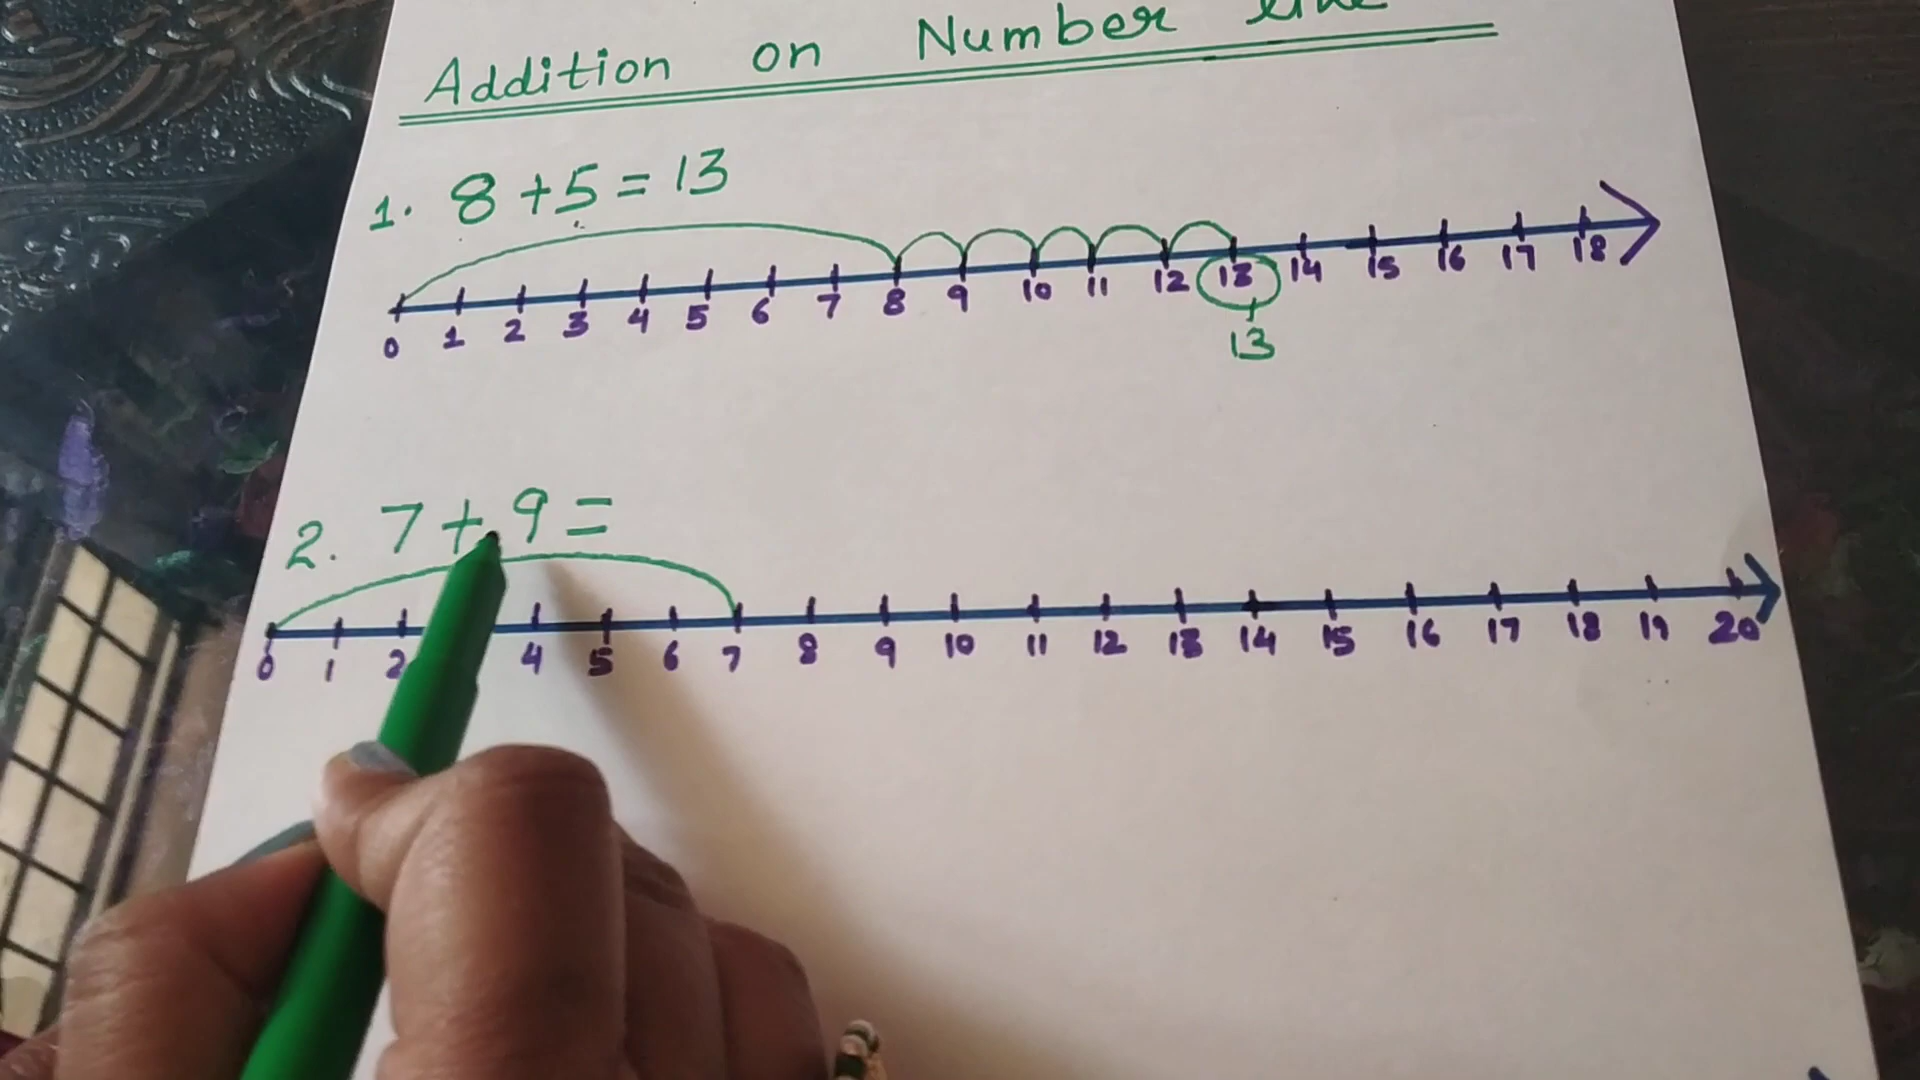 Addition on Number line
1. 8+5=13
0 1 2 3 4 5 6 7 8 9 10 11 12 13 14 15 16 17 18
13
2. 7+9=
0 1 2 4 5 6 7 8 9 10 11 12 13 14 15 16 17 18 19 20